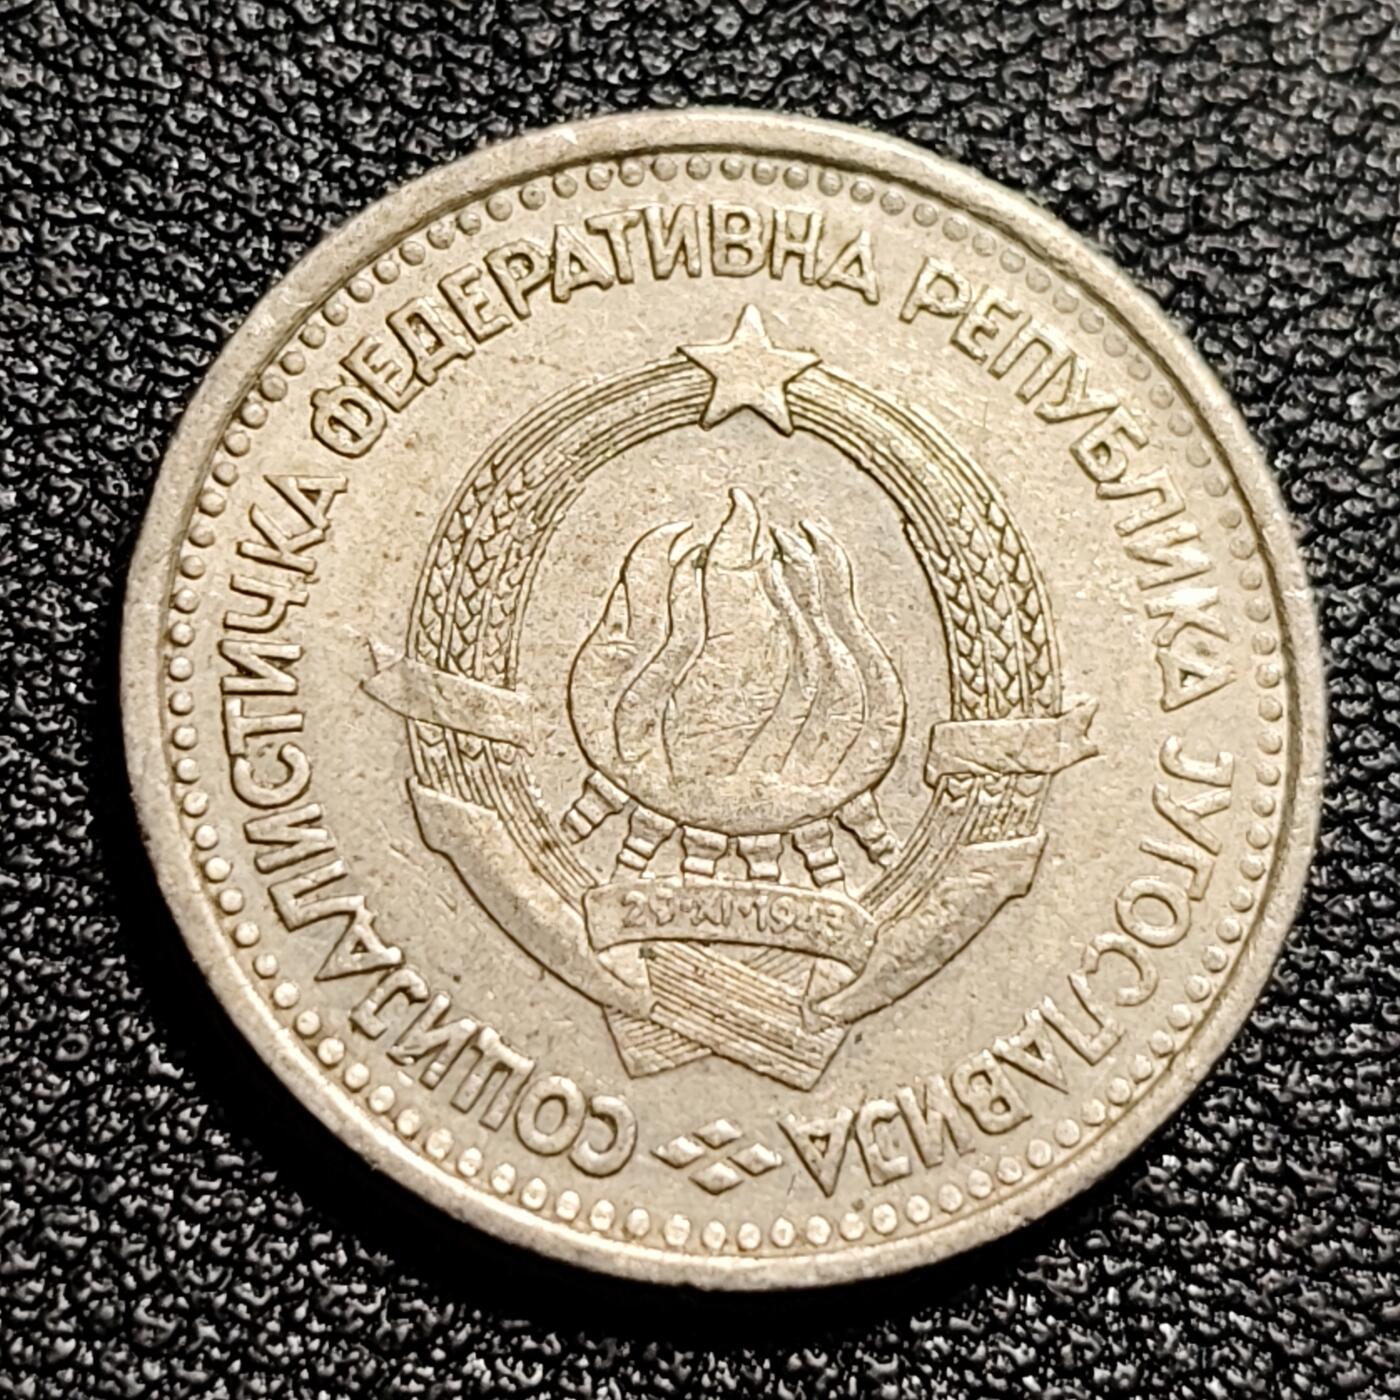 СОЦИЈАЛИСТИЧКА ФЕДЕРАТИВНА РЕПУБЛИКА ЈУГОСЛАВИЈА
29·XI·1943